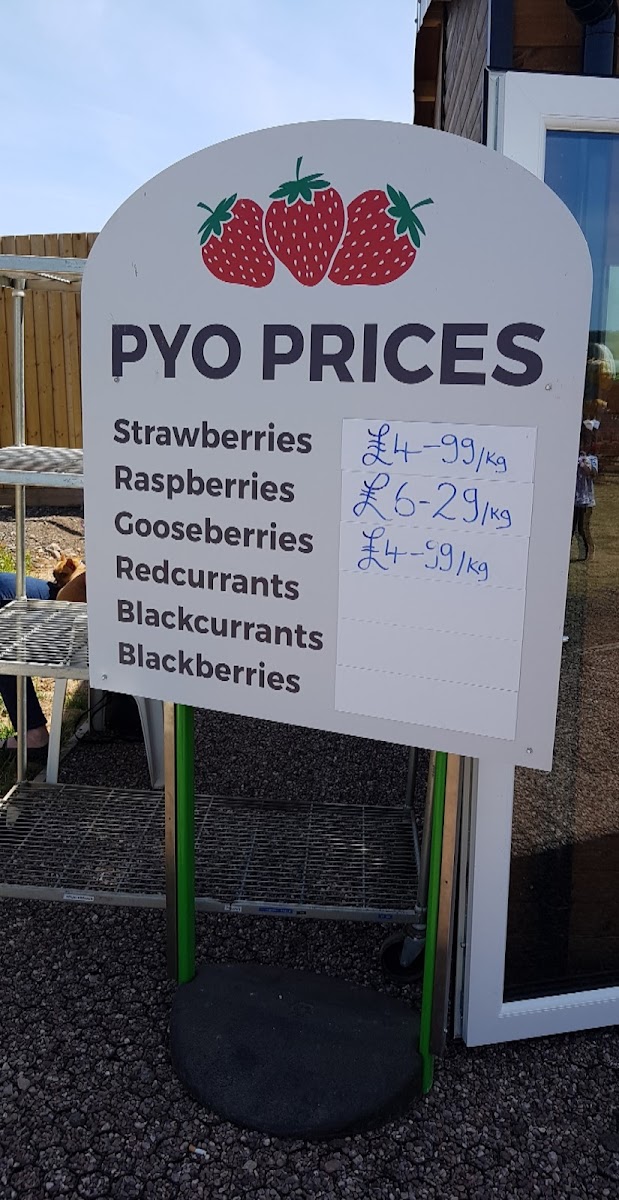 PYO PRICES
Strawberries £4-99/kg
Raspberries £6-29/kg
Gooseberries £4-99/kg
Redcurrants
Blackcurrants
Blackberries